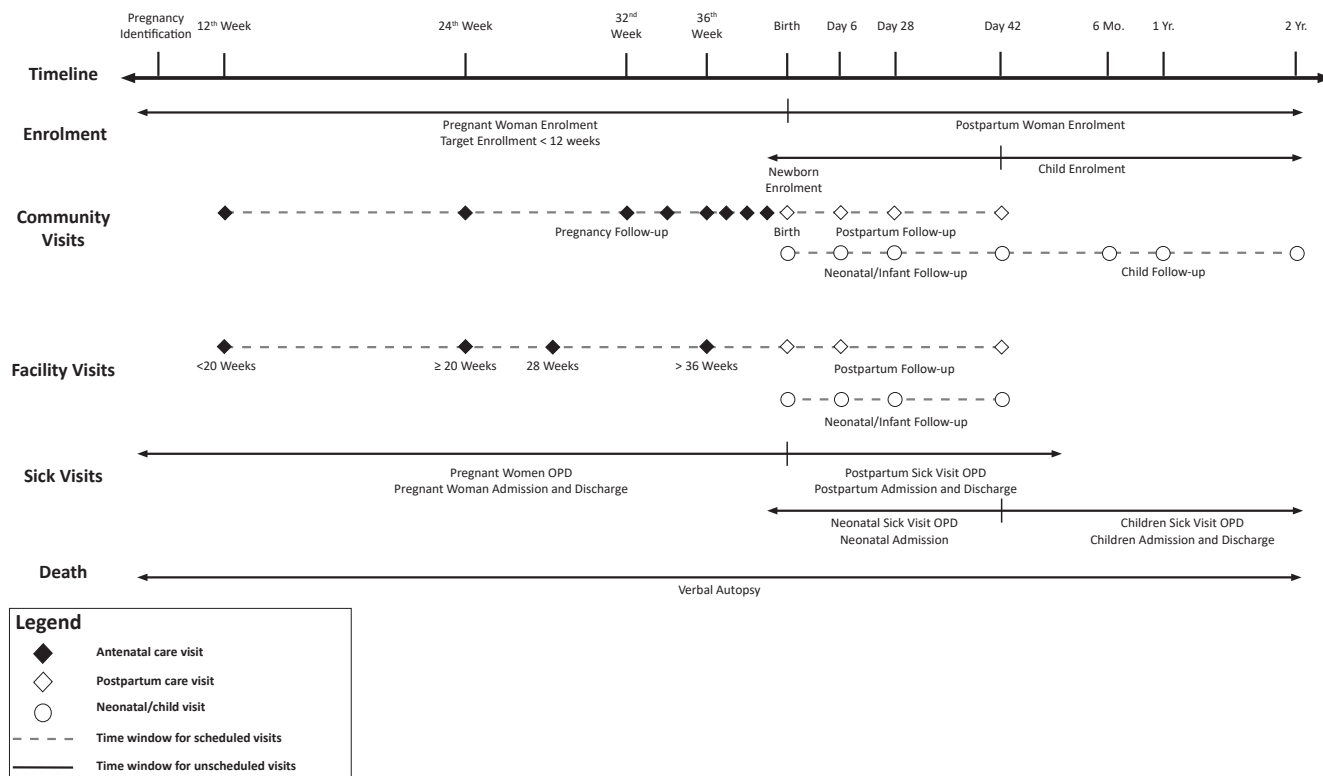 Pregnancy
Identification
12th Week
24th Week
32nd
Week
36th
Week
Birth
Day 6
Day 28
Day 42
6 Mo.
1 Yr.
2 Yr.
Timeline
Enrolment
Pregnant Woman Enrolment
Target Enrollment < 12 weeks
Postpartum Woman Enrolment
Newborn
Enrolment
Child Enrolment
Community
Visits
Pregnancy Follow-up
Birth
Postpartum Follow-up
Neonatal/Infant Follow-up
Child Follow-up
Facility Visits
<20 Weeks
≥ 20 Weeks
28 Weeks
> 36 Weeks
Postpartum Follow-up
Neonatal/Infant Follow-up
Sick Visits
Pregnant Women OPD
Pregnant Woman Admission and Discharge
Postpartum Sick Visit OPD
Postpartum Admission and Discharge
Neonatal Sick Visit OPD
Neonatal Admission
Children Sick Visit OPD
Children Admission and Discharge
Death
Verbal Autopsy
Legend
Antenatal care visit
Postpartum care visit
Neonatal/child visit
Time window for scheduled visits
Time window for unscheduled visits